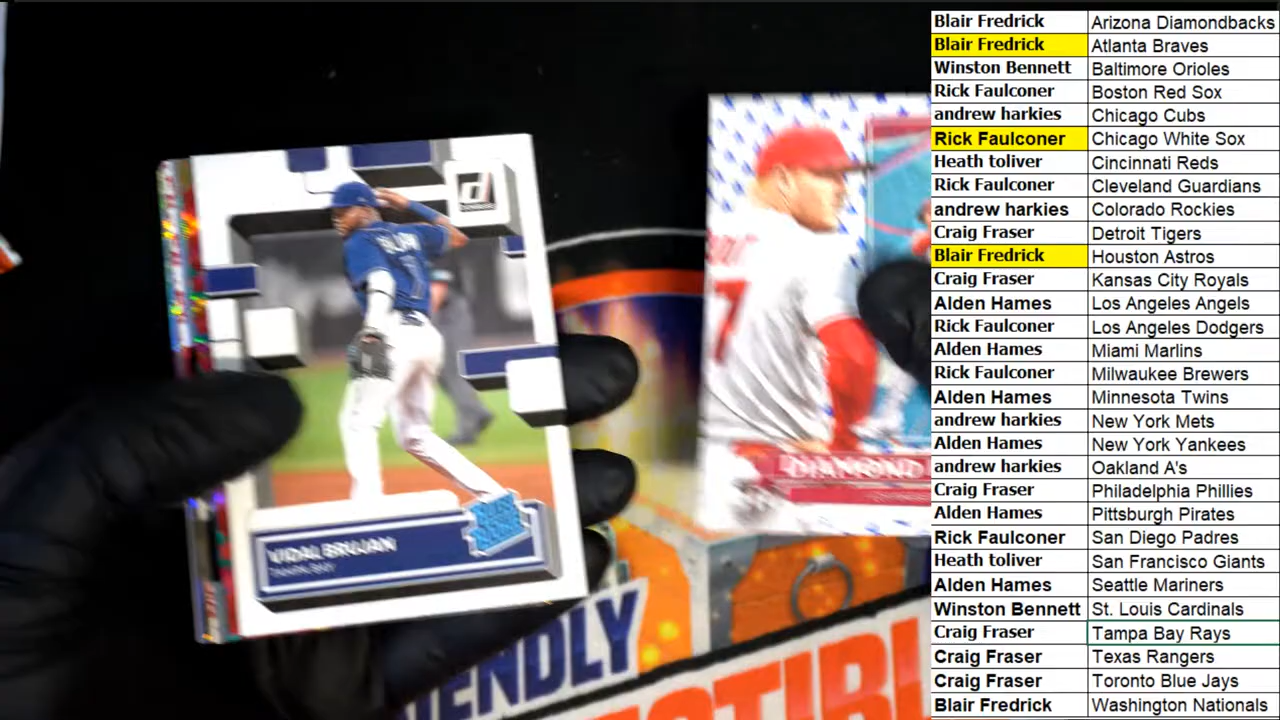 Blair Fredrick Arizona Diamondbacks
Blair Fredrick Atlanta Braves
Winston Bennett Baltimore Orioles
Rick Faulconer Boston Red Sox
andrew harkies Chicago Cubs
Rick Faulconer Chicago White Sox
Heath toliver Cincinnati Reds
Rick Faulconer Cleveland Guardians
andrew harkies Colorado Rockies
Craig Fraser Detroit Tigers
Blair Fredrick Houston Astros
Craig Fraser Kansas City Royals
Alden Hames Los Angeles Angels
Rick Faulconer Los Angeles Dodgers
Alden Hames Miami Marlins
Rick Faulconer Milwaukee Brewers
Alden Hames Minnesota Twins
andrew harkies New York Mets
Alden Hames New York Yankees
andrew harkies Oakland A's
Craig Fraser Philadelphia Phillies
Alden Hames Pittsburgh Pirates
Rick Faulconer San Diego Padres
Heath toliver San Francisco Giants
Alden Hames Seattle Mariners
Winston Bennett St. Louis Cardinals
Craig Fraser Tampa Bay Rays
Craig Fraser Texas Rangers
Craig Fraser Toronto Blue Jays
Blair Fredrick Washington Nationals
VIDAL BRUJAN
TAMPA BAY
DIAMOND